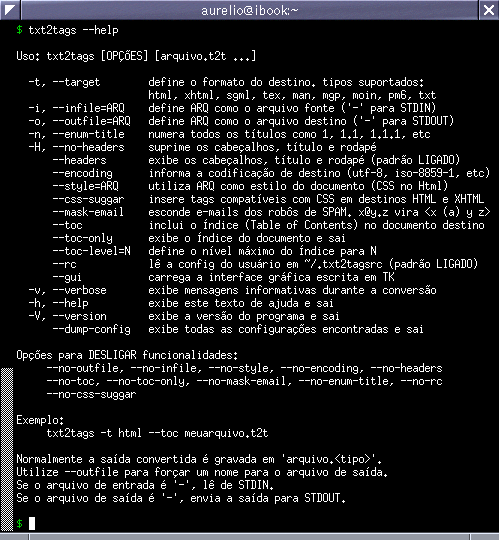 aurelio@ibook:~
$ txt2tags --help
Uso: txt2tags [OPÇÕES] [arquivo.t2t ...]
-t, --target define o formato do destino. tipos suportados:
html, xhtml, sgml, tex, man, mgp, moin, pm6, txt
-i, --infile=ARQ define ARQ como o arquivo fonte ('-' para STDIN)
-o, --outfile=ARQ define ARQ como o arquivo destino ('-' para STDOUT)
-n, --enum-title numera todos os títulos como 1, 1.1, 1.1.1, etc
-H, --no-headers suprime os cabeçalhos, título e rodapé
--headers exibe os cabeçalhos, título e rodapé (padrão LIGADO)
--encoding informa a codificação de destino (utf-8, iso-8859-1, etc)
--style=ARQ utiliza ARQ como estilo do documento (CSS no Html)
--css-suggar insere tags compatíveis com CSS em destinos HTML e XHTML
--mask-email esconde e-mails dos robôs de SPAM. x@y.z vira <x (a) y z>
--toc inclui o Índice (Table of Contents) no documento destino
--toc-only exibe o Índice do documento e sai
--toc-level=N define o nível máximo do Índice para N
--rc lê a config do usuário em ~/.txt2tagsrc (padrão LIGADO)
--gui carrega a interface gráfica escrita em TK
-v, --verbose exibe mensagens informativas durante a conversão
-h, --help exibe este texto de ajuda e sai
-V, --version exibe a versão do programa e sai
--dump-config exibe todas as configurações encontradas e sai
Opções para DESLIGAR funcionalidades:
--no-outfile, --no-infile, --no-style, --no-encoding, --no-headers
--no-toc, --no-toc-only, --no-mask-email, --no-enum-title, --no-rc
--no-css-suggar
Exemplo:
txt2tags -t html --toc meuarquivo.t2t
Normalmente a saída convertida é gravada em 'arquivo.<tipo>'.
Utilize --outfile para forçar um nome para o arquivo de saída.
Se o arquivo de entrada é '-', lê de STDIN.
Se o arquivo de saída é '-', envia a saída para STDOUT.
$